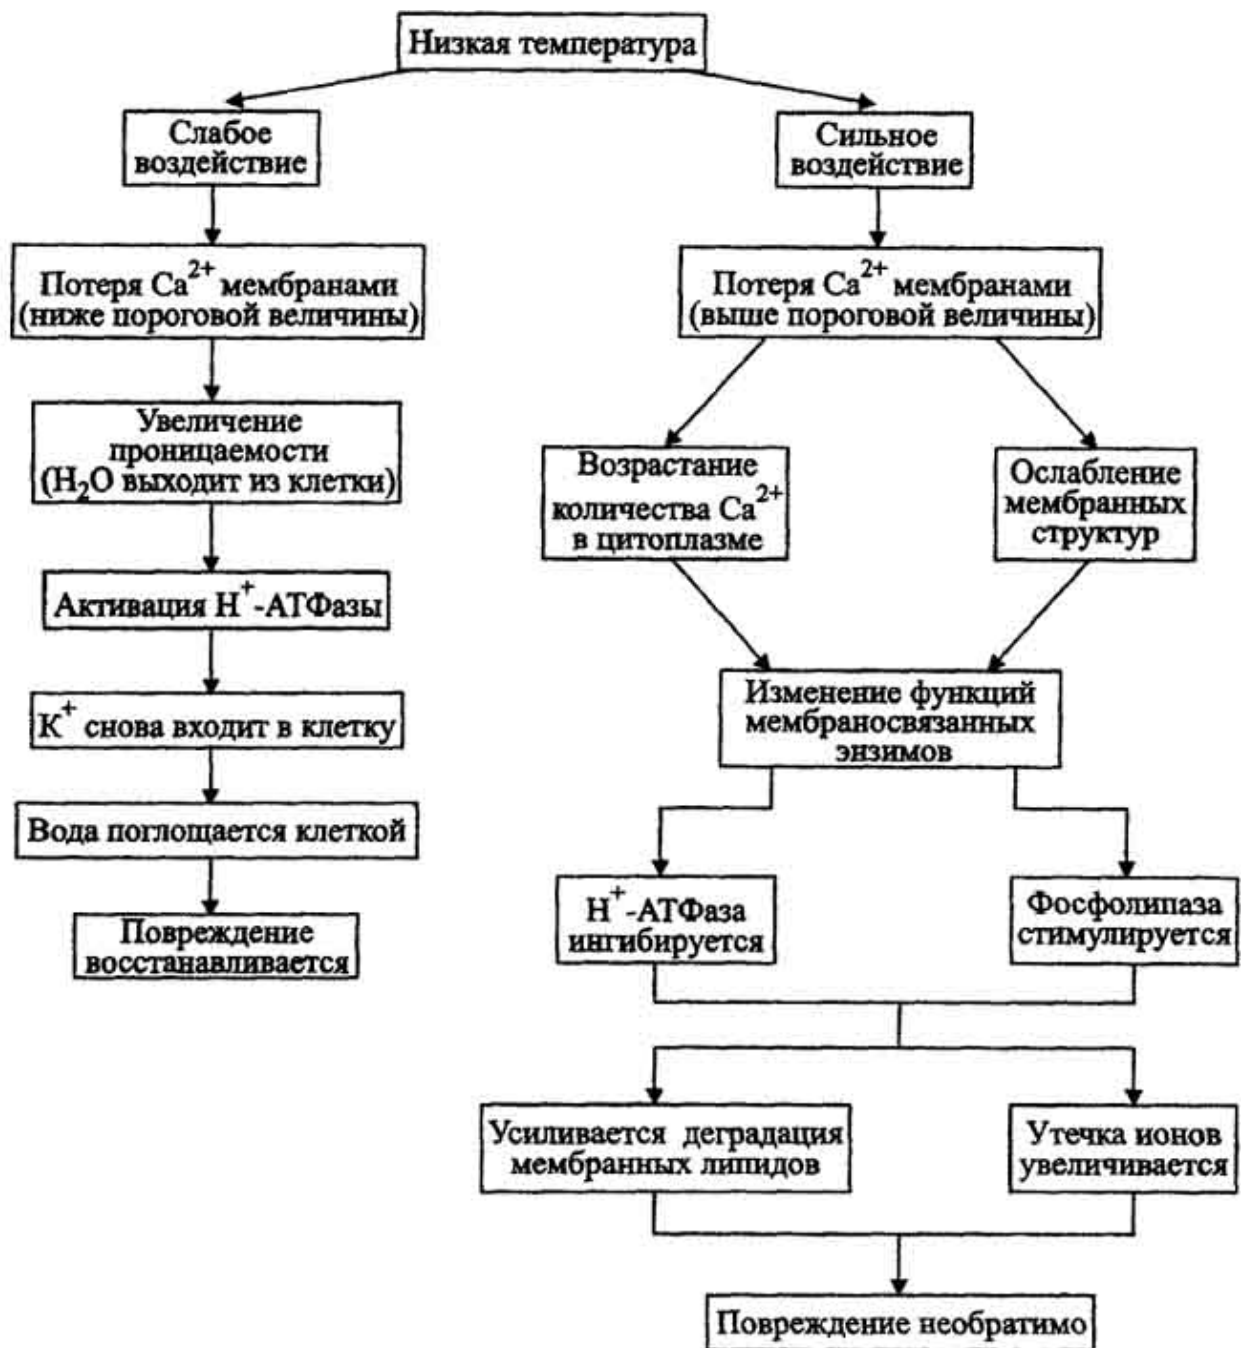 Низкая температура
Слабое
воздействие
Потеря Ca²⁺ мембранами
(ниже пороговой величины)
Увеличение
проницаемости
(H₂O выходит из клетки)
Активация H⁺-АТФазы
K⁺ снова входит в клетку
Вода поглощается клеткой
Повреждение
восстанавливается
Сильное
воздействие
Потеря Ca²⁺ мембранами
(выше пороговой величины)
Возрастание
количества Ca²⁺
в цитоплазме
Ослабление
мембранных
структур
Изменение функций
мембраносвязанных
энзимов
H⁺-АТФаза
ингибируется
Фосфолипаза
стимулируется
Усиливается деградация
мембранных липидов
Утечка ионов
увеличивается
Повреждение необратимо